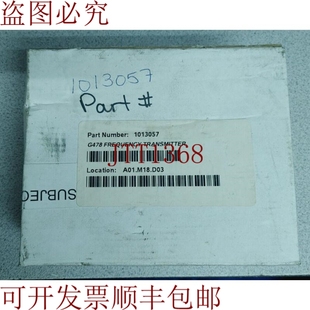 盗图必究！
1013057
Part #
Part Number: 1013057
G478 FREQUENCY TRANSMITTER
JTT1368
Location: A01.M18.D03
SUBJEC
可开发票顺丰包邮